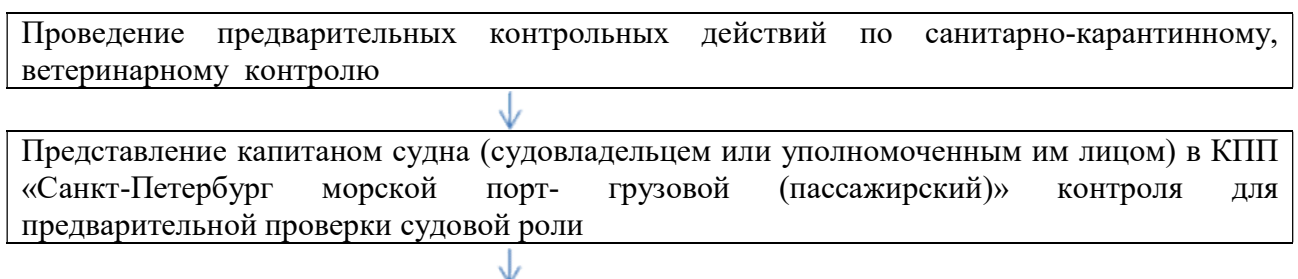 Проведение предварительных контрольных действий по санитарно-карантинному,
ветеринарному контролю
Представление капитаном судна (судовладельцем или уполномоченным им лицом) в КПП
«Санкт-Петербург морской порт- грузовой (пассажирский)» контроля для
предварительной проверки судовой роли